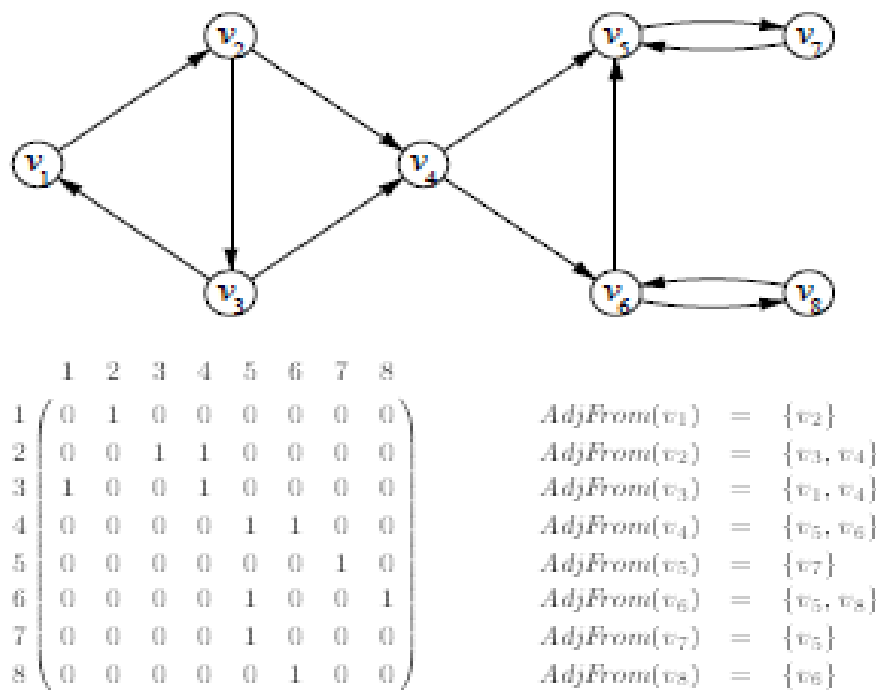 v2 v5 v7
v1 v4
v3 v6 v8
1 2 3 4 5 6 7 8
1 0 1 0 0 0 0 0 0 AdjFrom(v1) = {v2}
2 0 0 1 1 0 0 0 0 AdjFrom(v2) = {v3, v4}
3 1 0 0 1 0 0 0 0 AdjFrom(v3) = {v1, v4}
4 0 0 0 0 1 1 0 0 AdjFrom(v4) = {v5, v6}
5 0 0 0 0 0 0 1 0 AdjFrom(v5) = {v7}
6 0 0 0 0 1 0 0 1 AdjFrom(v6) = {v5, v8}
7 0 0 0 0 1 0 0 0 AdjFrom(v7) = {v5}
8 0 0 0 0 0 1 0 0 AdjFrom(v8) = {v6}